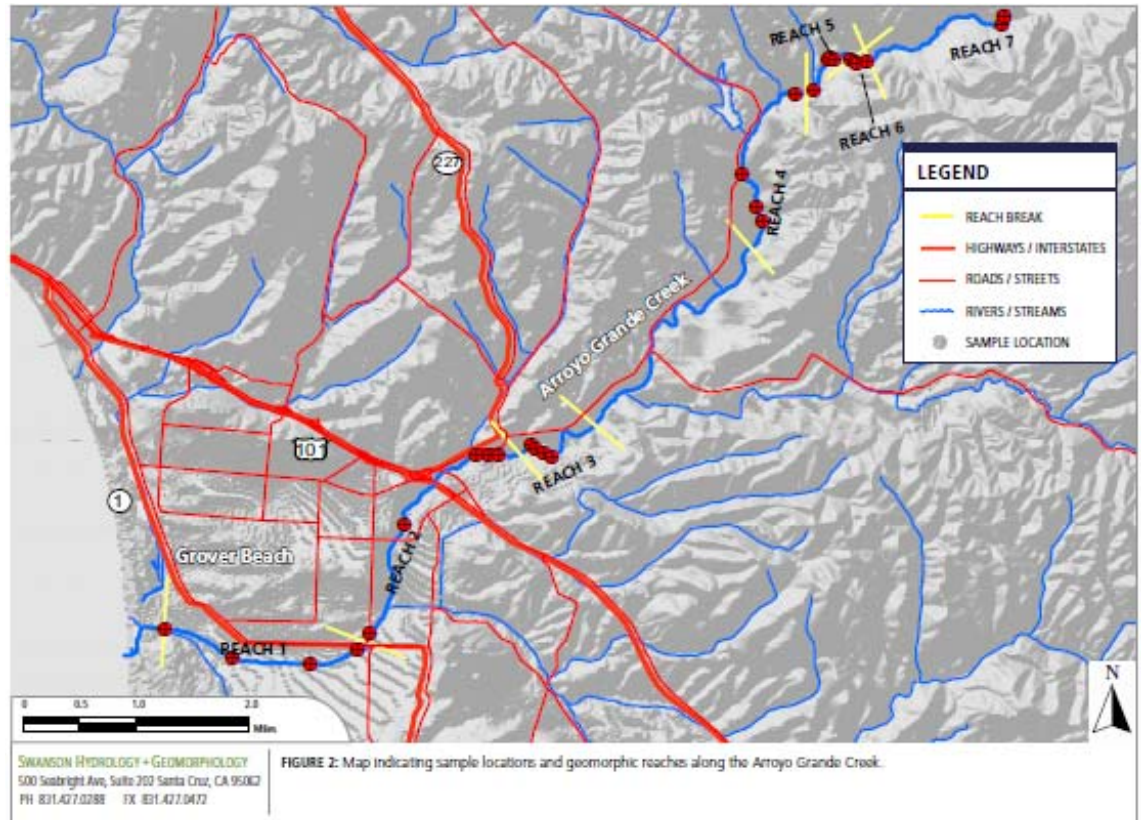 REACH 5
REACH 7
REACH 6
227
REACH 4
LEGEND
REACH BREAK
HIGHWAYS / INTERSTATES
ROADS / STREETS
RIVERS / STREAMS
SAMPLE LOCATION
Arroyo Grande Creek
101
REACH 3
1
REACH 2
Grover Beach
REACH 1
N
0 0.5 1.0 2.0
Miles
SWANSON HYDROLOGY + GEOMORPHOLOGY
500 Seabright Ave, Suite 202 Santa Cruz, CA 95062
PH 831.427.0288 FX 831.427.0472
FIGURE 2: Map indicating sample locations and geomorphic reaches along the Arroyo Grande Creek.